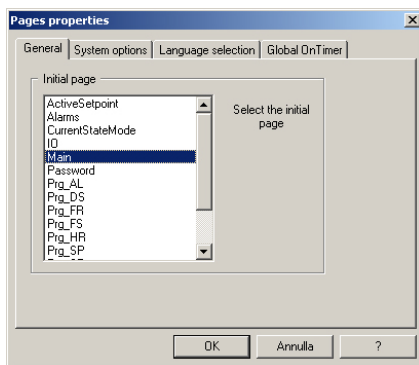 Pages properties
General
System options
Language selection
Global OnTimer
Initial page
ActiveSetpoint
Alarms
CurrentStateMode
IO
Main
Password
Prg_AL
Prg_DS
Prg_FR
Prg_FS
Prg_HR
Prg_SP
Select the initial
page
OK
Annulla
?